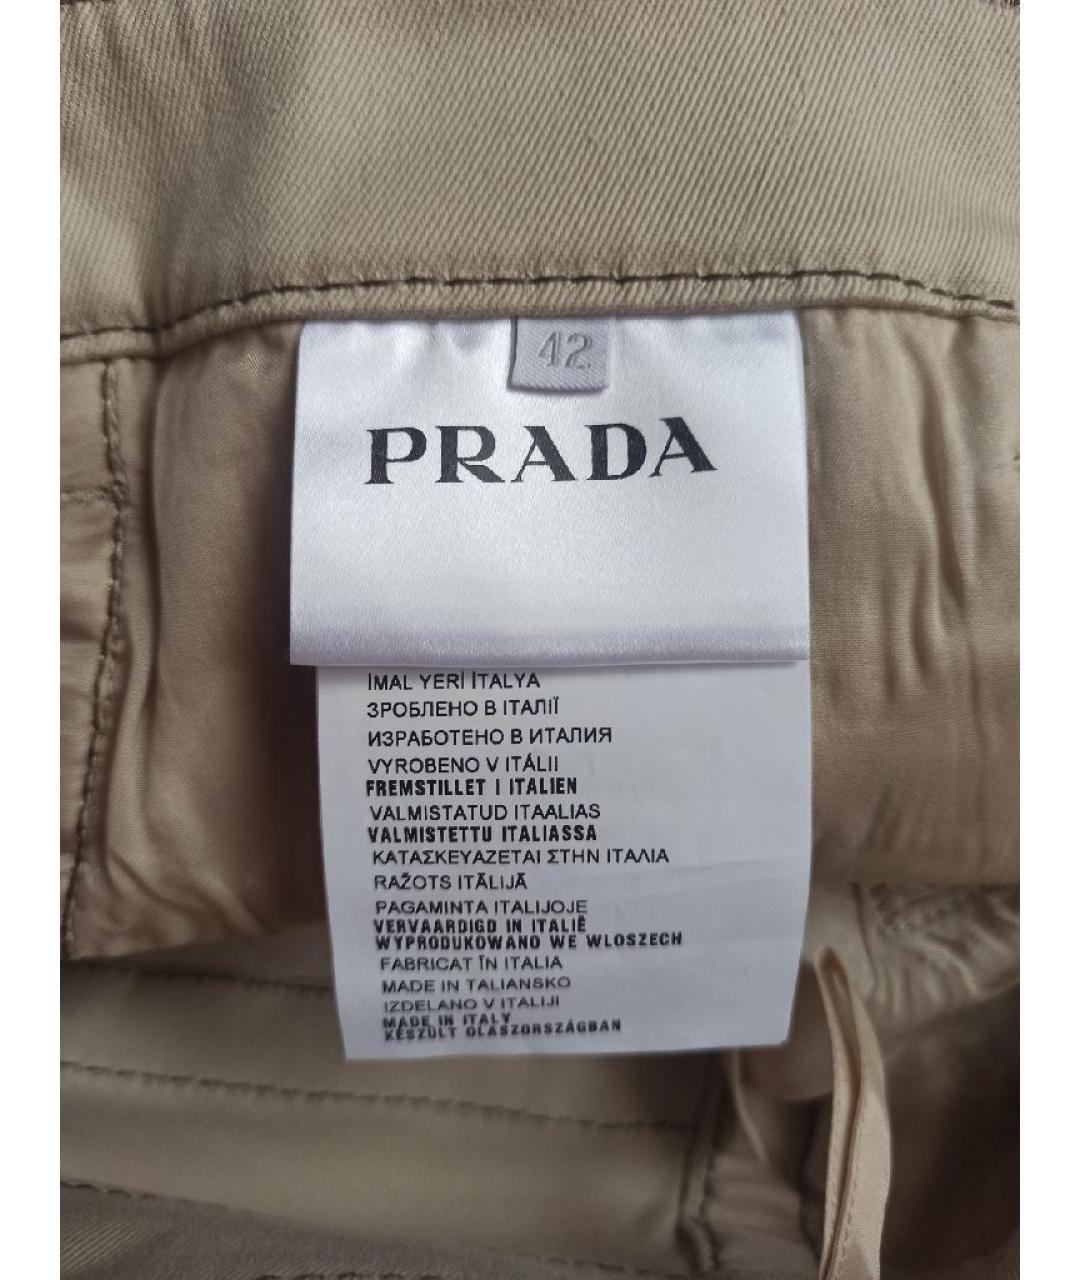 42
PRADA
İMAL YERİ İTALYA
ЗРОБЛЕНО В ІТАЛІЇ
ИЗРАБОТЕНО В ИТАЛИЯ
VYROBENO V ITÁLII
FREMSTILLET I ITALIEN
VALMISTATUD ITAALIAS
VALMISTETTU ITALIASSA
ΚΑΤΑΣΚΕΥΑΖΕΤΑΙ ΣΤΗΝ ΙΤΑΛΙΑ
RAŽOTS ITĀLIJĀ
PAGAMINTA ITALIJOJE
VERVAARDIGD IN ITALIË
WYPRODUKOWANO WE WLOSZECH
FABRICAT ÎN ITALIA
MADE IN TALIANSKO
IZDELANO V ITALIJI
MADE IN ITALY
KÉSZÜLT OLASZORSZÁGBAN